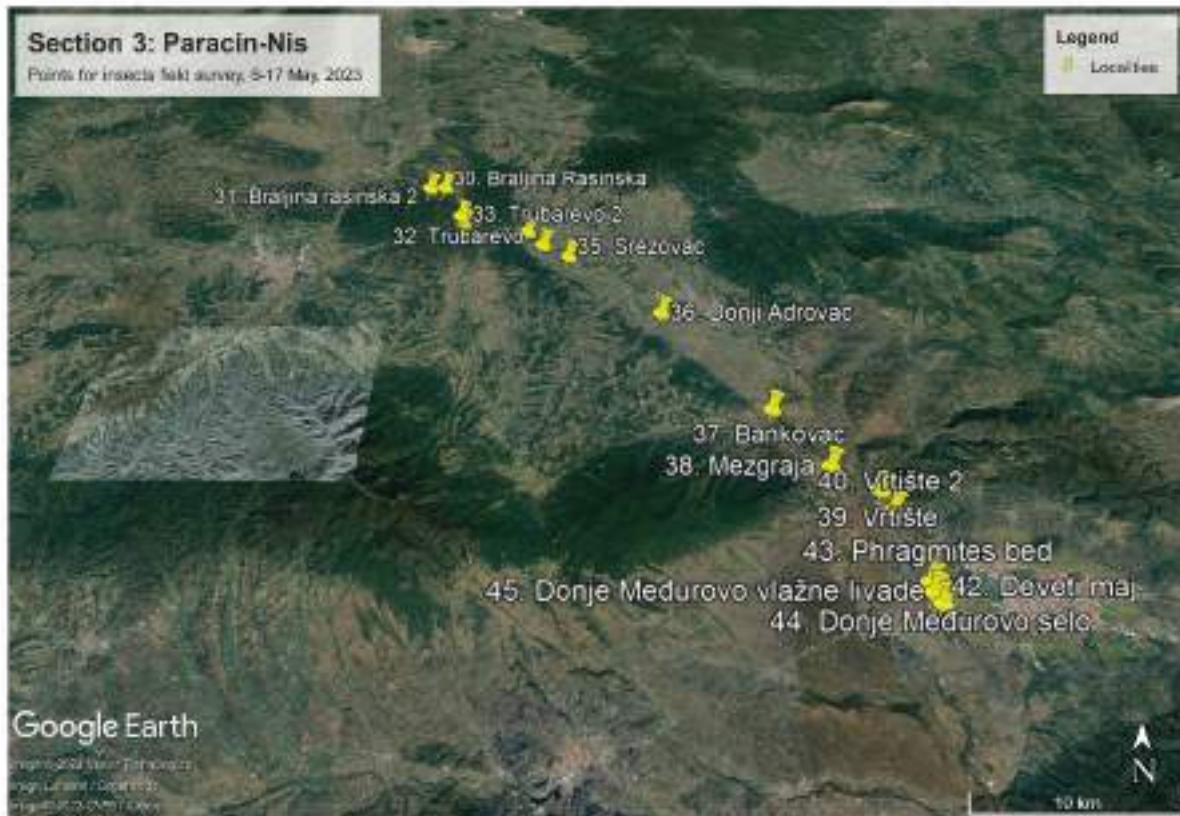 Section 3: Paracin-Nis
Points for insecta field survey, 6-17 May, 2023
Legend
Localities
30. Braljina Rasinska
31. Braljina rasinska 2
33. Trubarevo 2
32. Trubarevo
35. Srezovac
36. Donji Adrovac
37. Bankovac
38. Mezgraja
40. Vrtište 2
39. Vrtište
43. Phragmites bed
45. Donje Međurovo vlažne livade
42. Deveti maj
44. Donje Međurovo selo
Google Earth
N
10 km